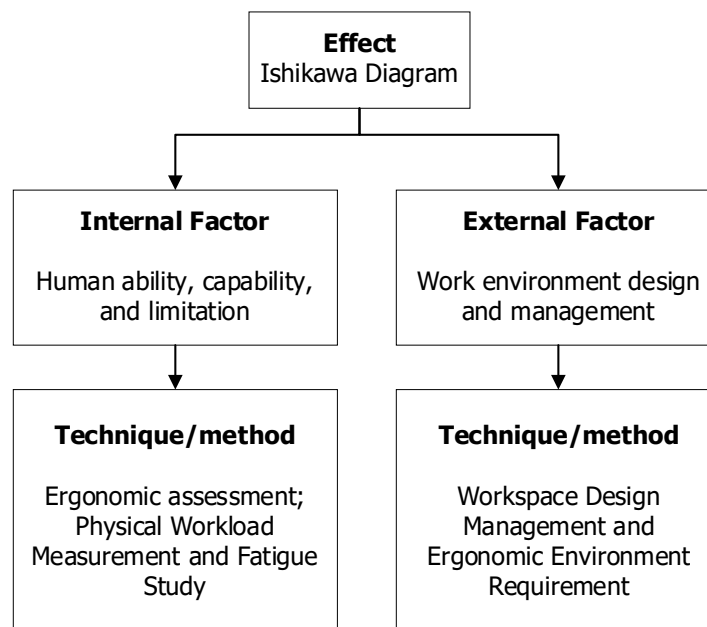 Effect
Ishikawa Diagram
Internal Factor
Human ability, capability,
and limitation
External Factor
Work environment design
and management
Technique/method
Ergonomic assessment;
Physical Workload
Measurement and Fatigue
Study
Technique/method
Workspace Design
Management and
Ergonomic Environment
Requirement